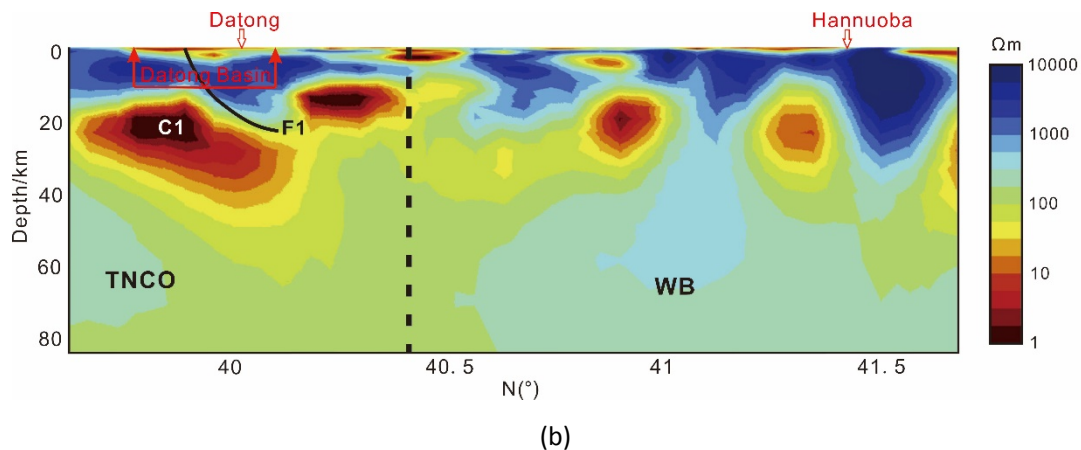 Datong
Hannuoba
Datong Basin
C1
F1
TNCO
WB
Depth/km
0
20
40
60
80
40
40. 5
41
41. 5
N(°)
Ωm
10000
1000
100
10
1
(b)